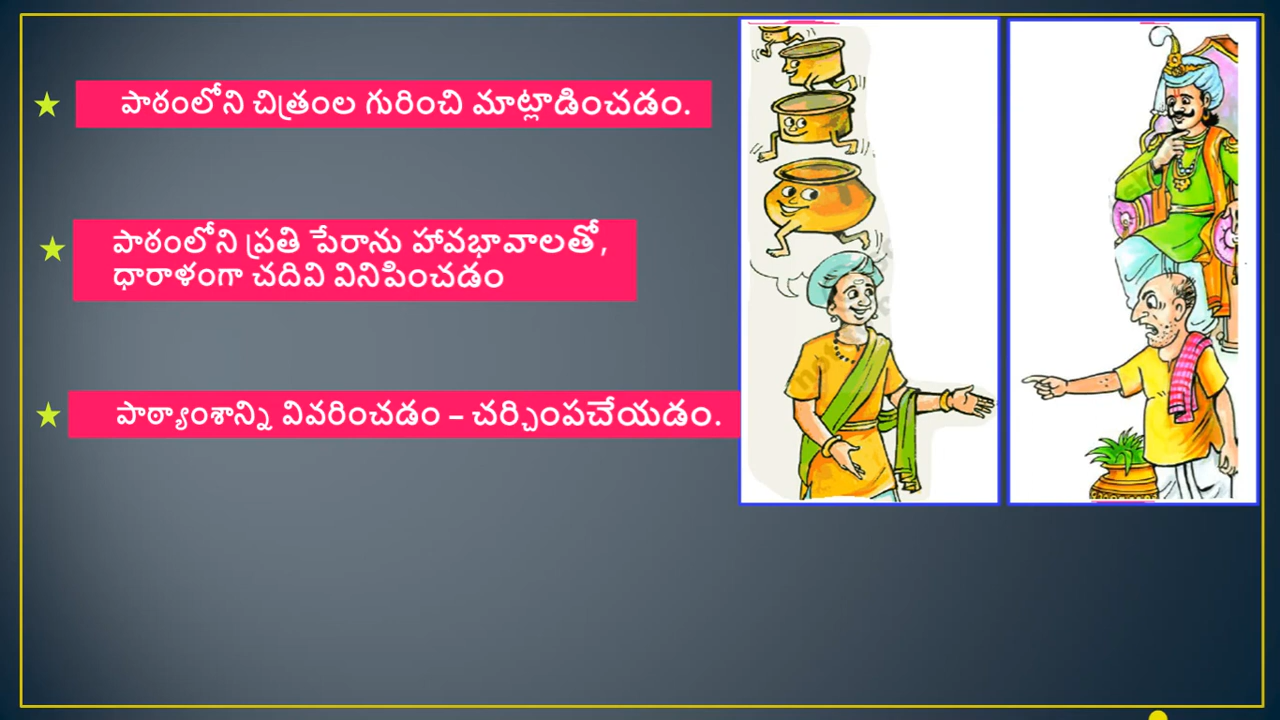 పాఠంలోని చిత్రంల గురించి మాట్లాడించడం.
పాఠంలోని ప్రతి పేరాను హావభావాలతో,
ధారాళంగా చదివి వినిపించడం
పాఠ్యాంశాన్ని వివరించడం – చర్చింపచేయడం.